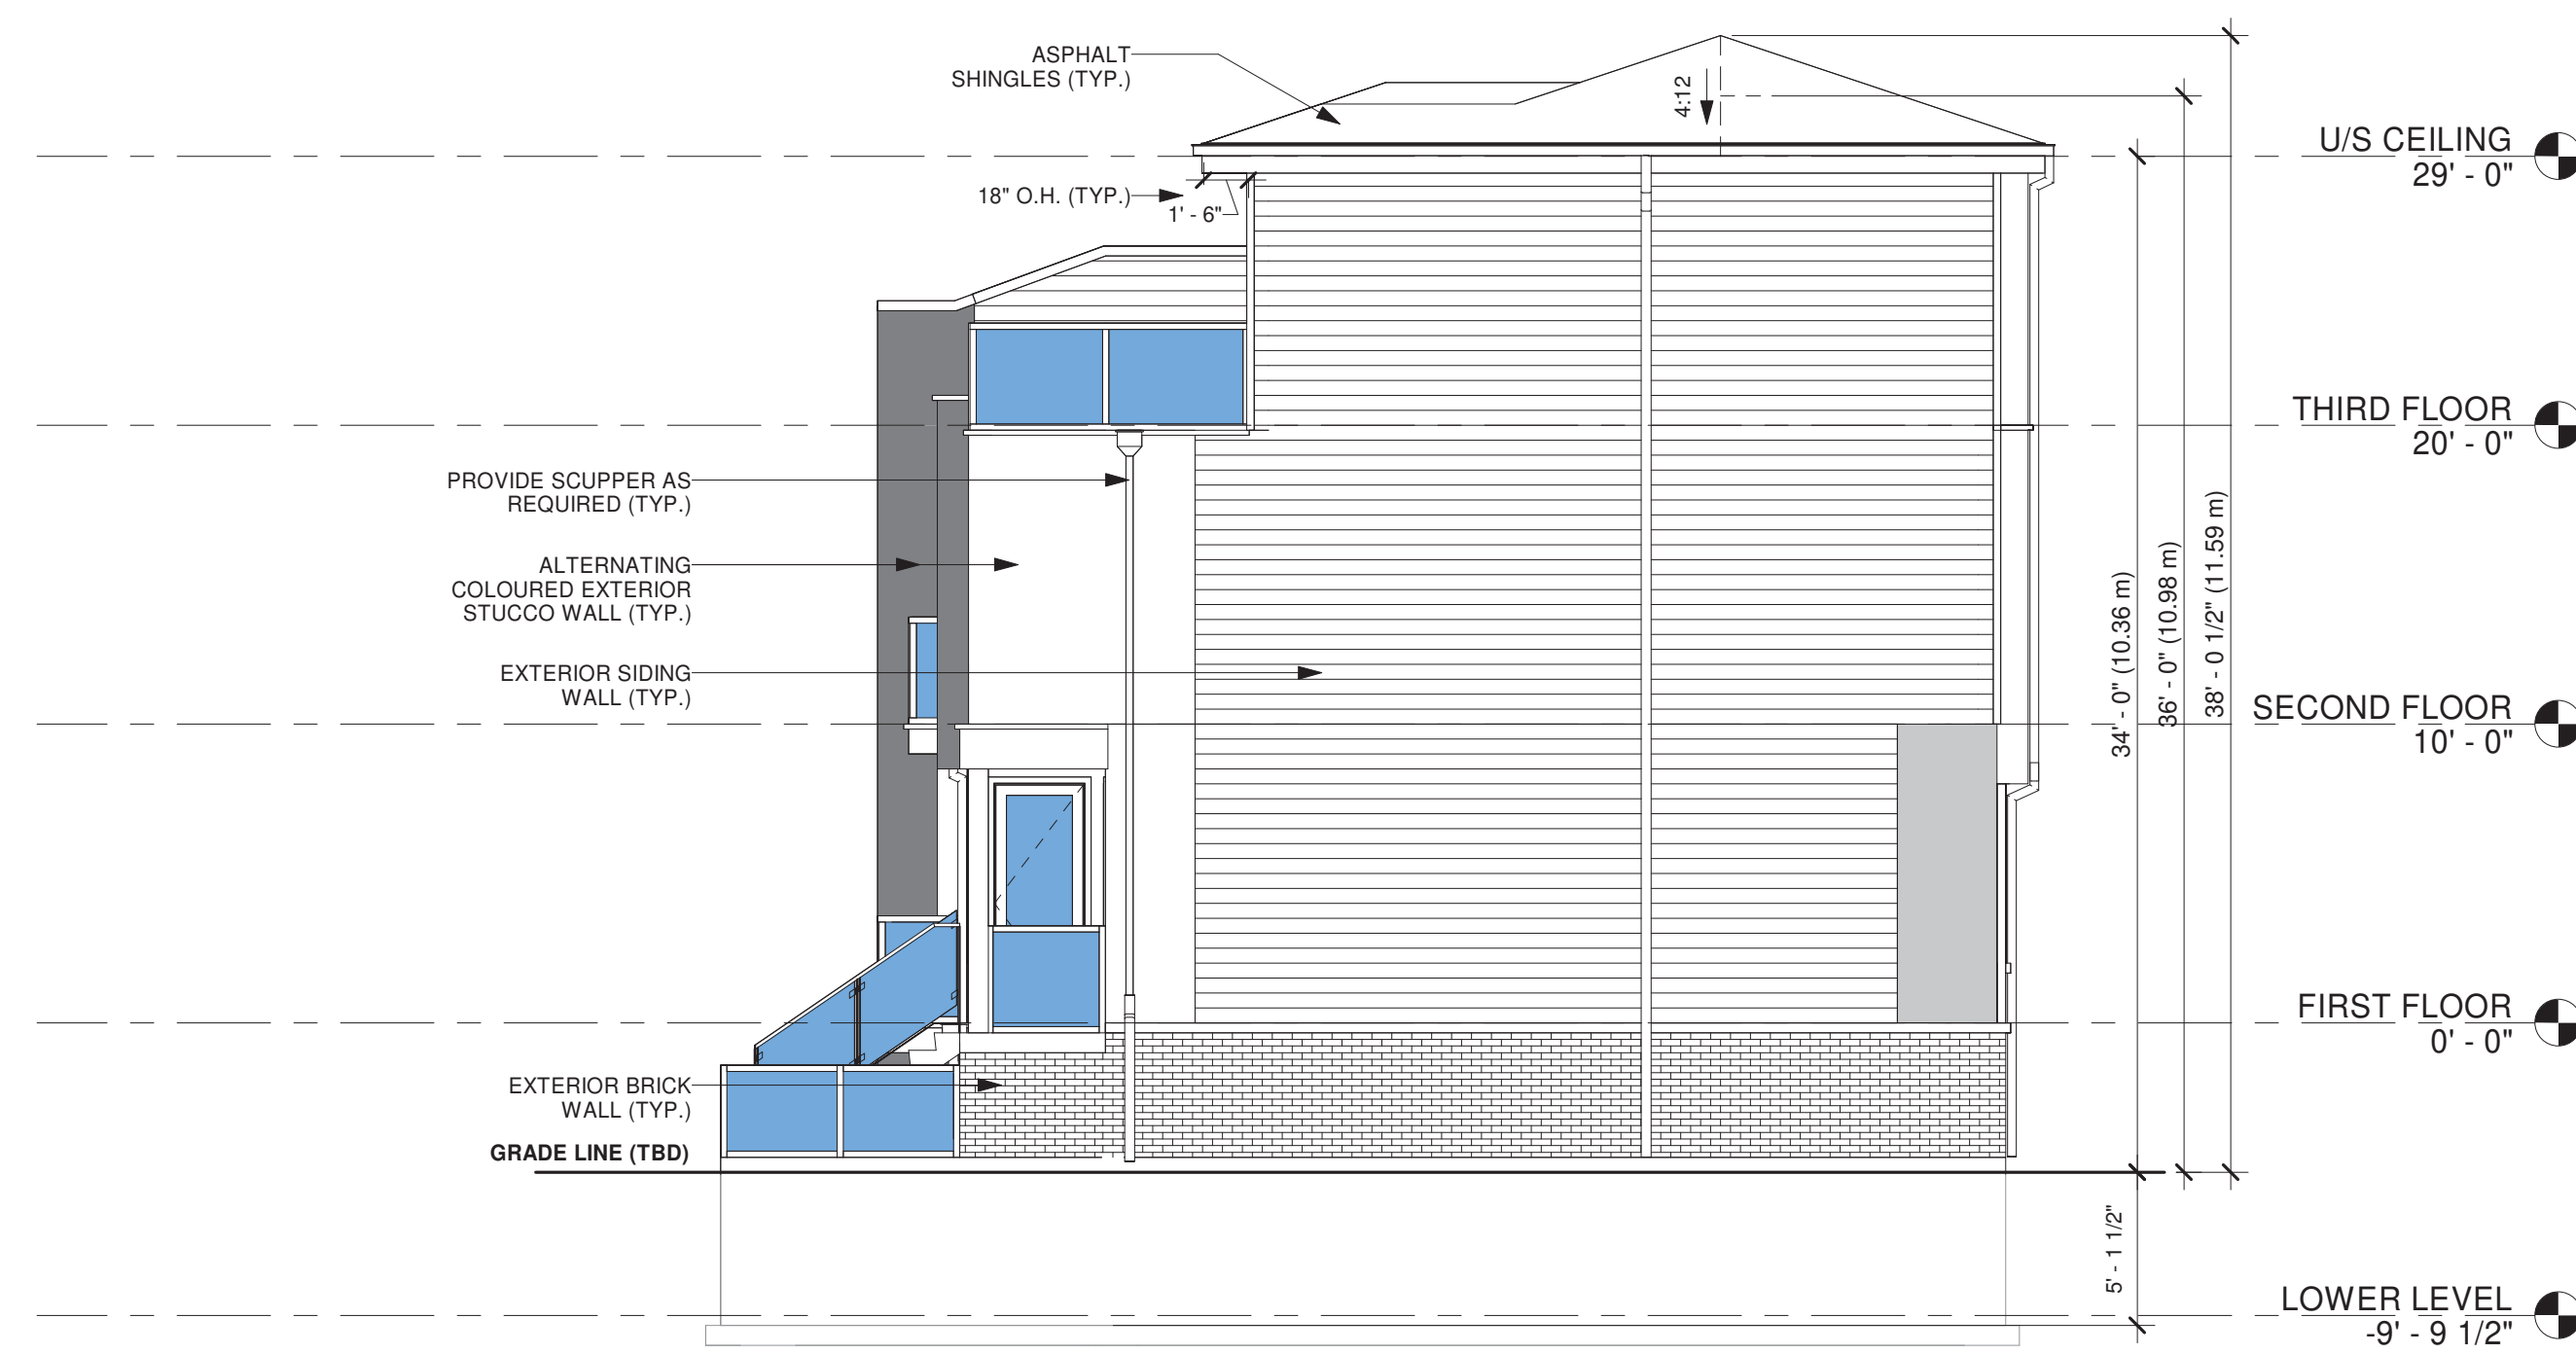 ASPHALT
SHINGLES (TYP.)
4:12
U/S CEILING
29' - 0"
18" O.H. (TYP.)
1' - 6"
THIRD FLOOR
20' - 0"
PROVIDE SCUPPER AS
REQUIRED (TYP.)
ALTERNATING
COLOURED EXTERIOR
STUCCO WALL (TYP.)
EXTERIOR SIDING
WALL (TYP.)
34' - 0" (10.36 m)
36' - 0" (10.98 m)
38' - 0 1/2" (11.59 m)
SECOND FLOOR
10' - 0"
FIRST FLOOR
0' - 0"
EXTERIOR BRICK
WALL (TYP.)
GRADE LINE (TBD)
5' - 1 1/2"
LOWER LEVEL
-9' - 9 1/2"